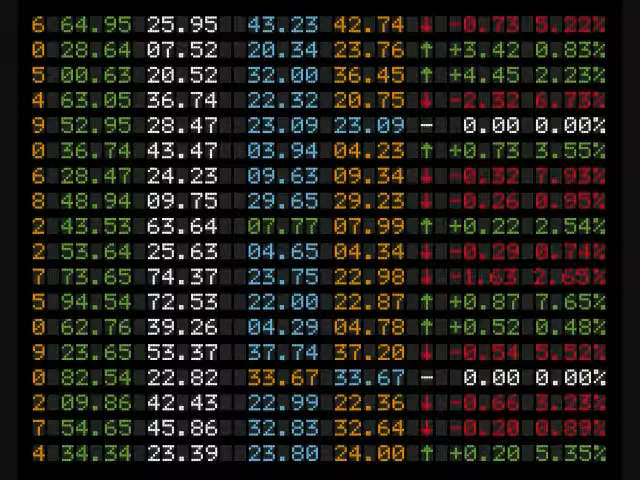 6 64.95 25.95 43.23 42.74 ↓ -0.73 5.22%
0 28.64 07.52 20.34 23.76 ↑ +3.42 0.83%
5 00.63 20.52 32.00 36.45 ↑ +4.45 2.23%
4 63.05 36.74 22.32 20.75 ↓ -2.32 6.73%
9 52.95 28.47 23.09 23.09 – 0.00 0.00%
0 36.74 43.47 03.94 04.23 ↑ +0.73 3.55%
6 28.47 24.23 09.63 09.34 ↓ -0.32 7.93%
8 48.94 09.75 29.65 29.23 ↓ -0.26 0.95%
2 43.53 63.64 07.77 07.99 ↑ +0.22 2.54%
2 53.64 25.63 04.65 04.34 ↓ -0.29 0.74%
7 73.65 74.37 23.75 22.98 ↓ -1.63 2.65%
5 94.54 72.53 22.00 22.87 ↑ +0.87 7.65%
0 62.76 39.26 04.29 04.78 ↑ +0.52 0.48%
9 23.65 53.37 37.74 37.20 ↓ -0.54 5.52%
0 82.54 22.82 33.67 33.67 – 0.00 0.00%
2 09.86 42.43 22.99 22.36 ↓ -0.66 3.23%
7 54.65 45.86 32.83 32.64 ↓ -0.20 0.89%
4 34.34 23.39 23.80 24.00 ↑ +0.20 5.35%